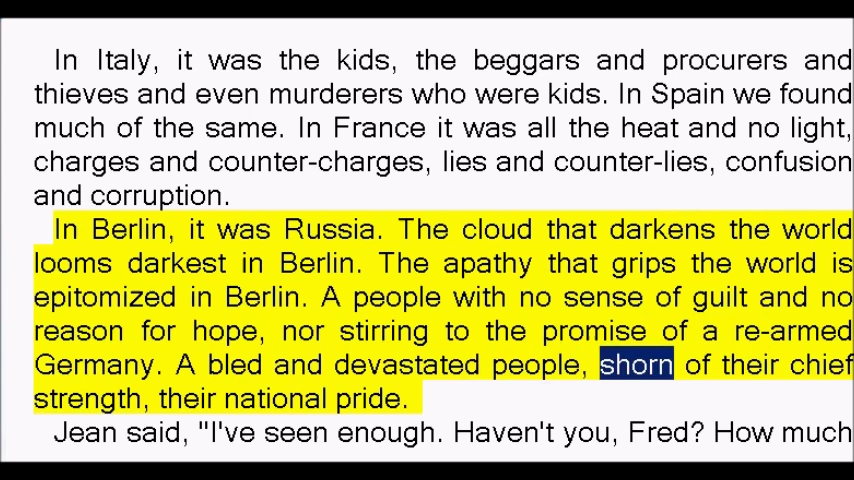 In Italy, it was the kids, the beggars and procurers and
thieves and even murderers who were kids. In Spain we found
much of the same. In France it was all the heat and no light,
charges and counter-charges, lies and counter-lies, confusion
and corruption.
In Berlin, it was Russia. The cloud that darkens the world
looms darkest in Berlin. The apathy that grips the world is
epitomized in Berlin. A people with no sense of guilt and no
reason for hope, nor stirring to the promise of a re-armed
Germany. A bled and devastated people, shorn of their chief
strength, their national pride.
Jean said, "I've seen enough. Haven't you, Fred? How much